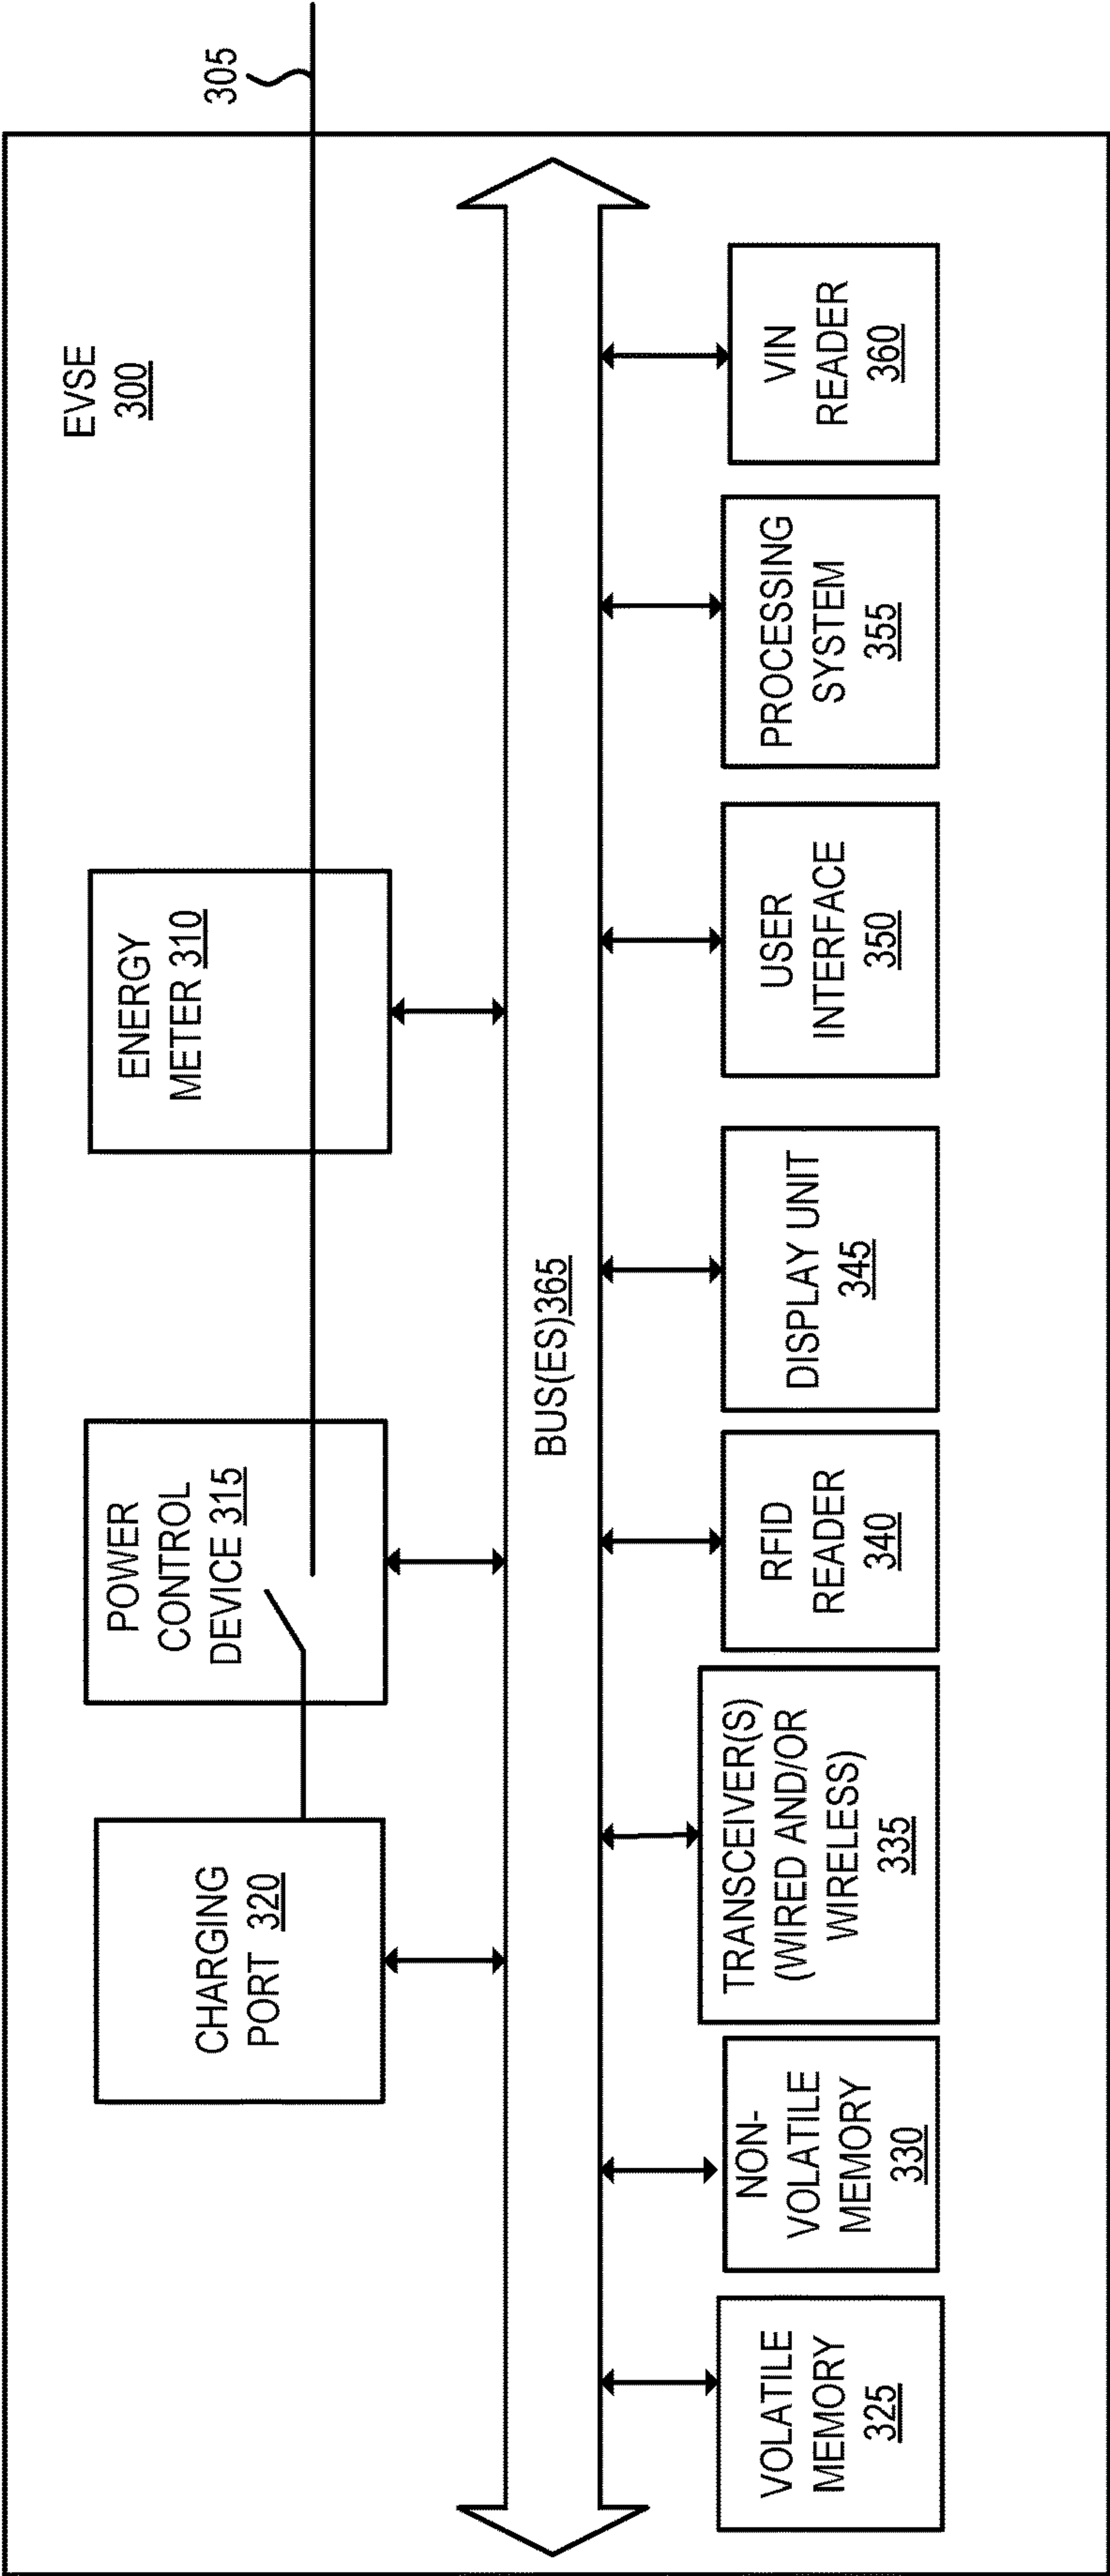 305
EVSE
300
CHARGING
PORT 320
POWER
CONTROL
DEVICE 315
ENERGY
METER 310
BUS(ES)365
VOLATILE
MEMORY
325
NON-
VOLATILE
MEMORY
330
TRANSCEIVER(S)
(WIRED AND/OR
WIRELESS)
335
RFID
READER
340
DISPLAY UNIT
345
USER
INTERFACE
350
PROCESSING
SYSTEM
355
VIN
READER
360